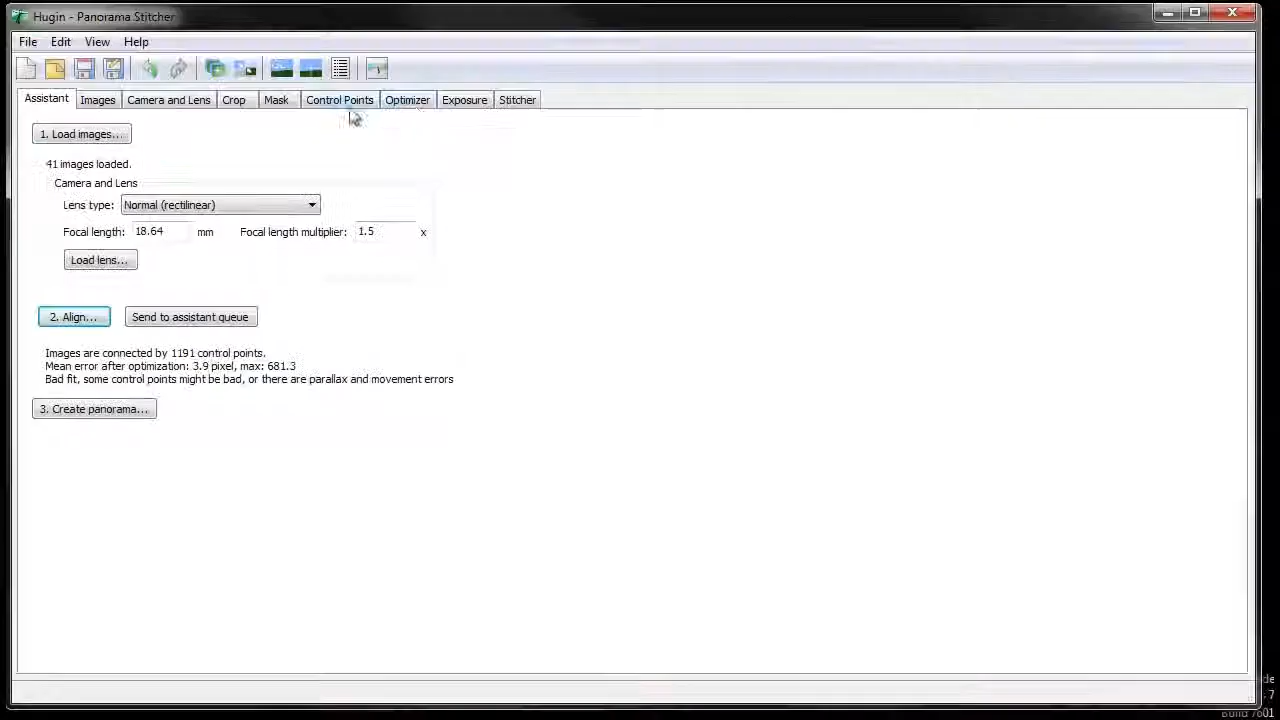 Hugin - Panorama Stitcher
File Edit View Help
Assistant Images Camera and Lens Crop Mask Control Points Optimizer Exposure Stitcher
1. Load images...
41 images loaded.
Camera and Lens
Lens type: Normal (rectilinear)
Focal length: 18.64 mm Focal length multiplier: 1.5 x
Load lens...
2. Align... Send to assistant queue
Images are connected by 1191 control points.
Mean error after optimization: 3.9 pixel, max: 681.3
Bad fit, some control points might be bad, or there are parallax and movement errors
3. Create panorama...
de
7
Build 7601